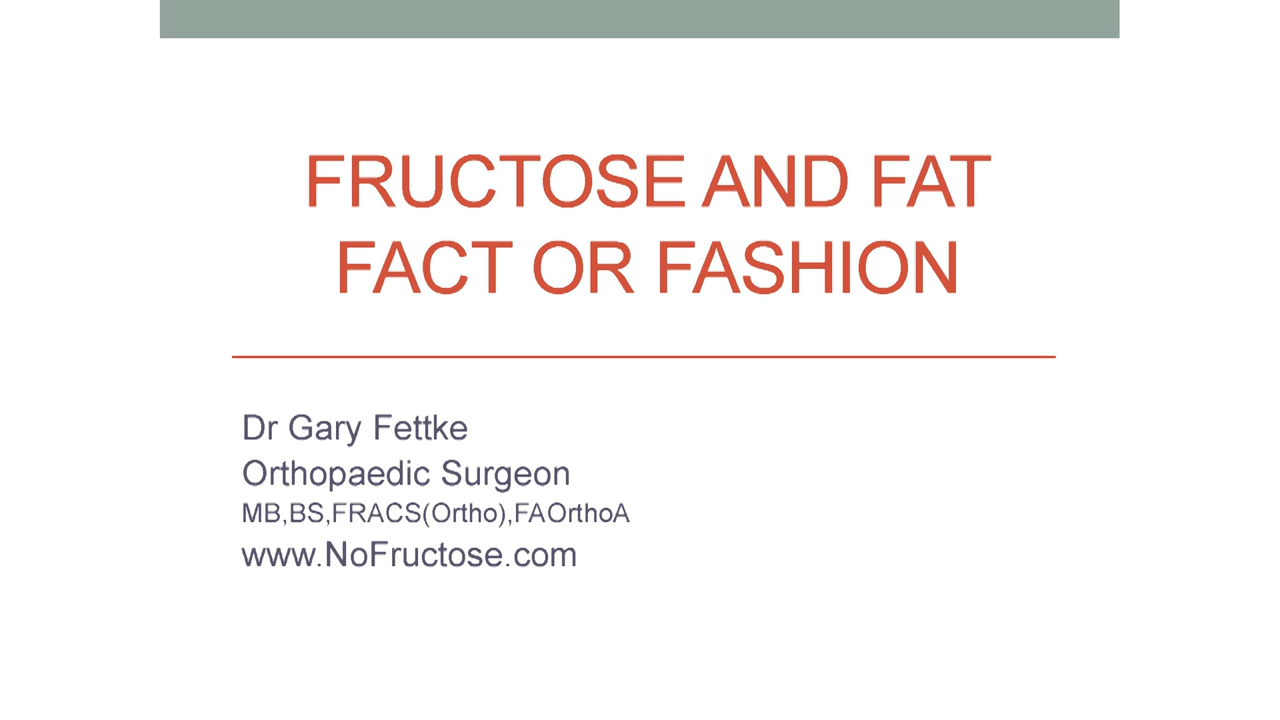 FRUCTOSE AND FAT
FACT OR FASHION
Dr Gary Fettke
Orthopaedic Surgeon
MB,BS,FRACS(Ortho),FAOrthoA
www.NoFructose.com